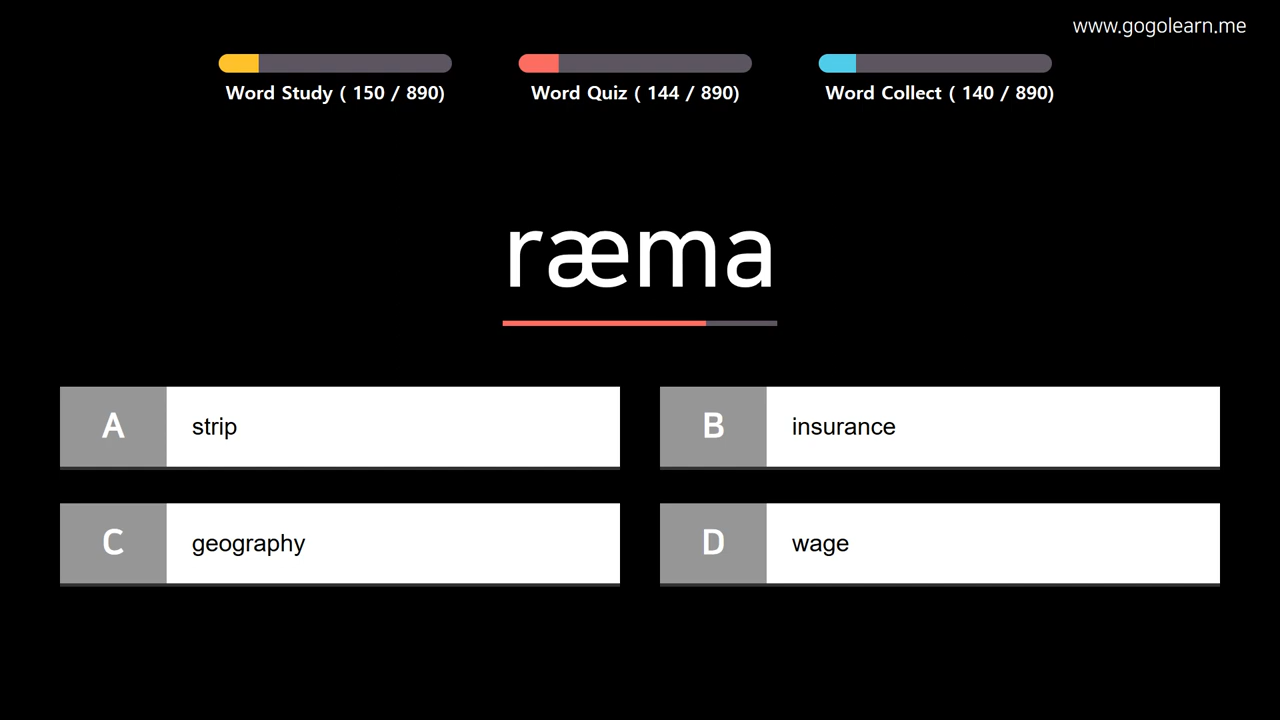 www.gogolearn.me
Word Study ( 150 / 890)
Word Quiz ( 144 / 890)
Word Collect ( 140 / 890)
ræma
A strip
B insurance
C geography
D wage